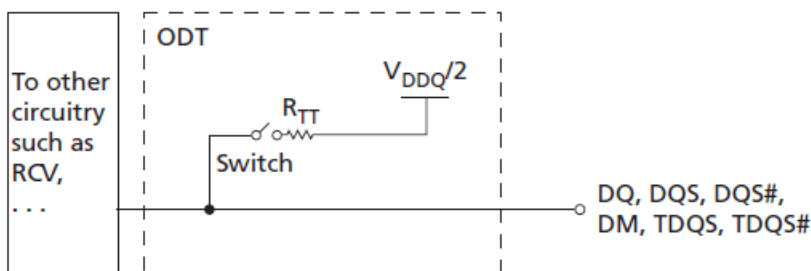 ODT
To other
circuitry
such as
RCV,
. . .
V_DDQ/2
R_TT
Switch
DQ, DQS, DQS#,
DM, TDQS, TDQS#